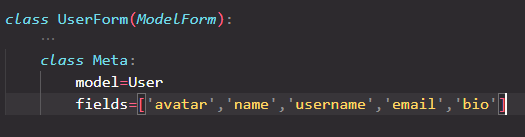 class UserForm(ModelForm):
...
class Meta:
model=User
fields=['avatar','name','username','email','bio']